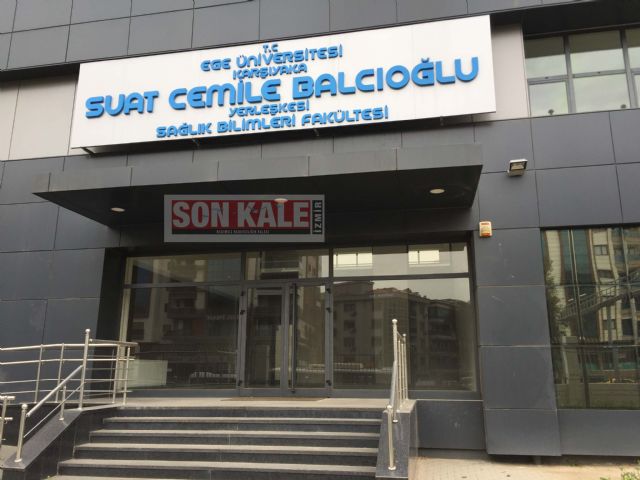 T.C
EGE ÜNİVERSİTESİ
KARŞIYAKA
SUAT CEMİLE BALCIOĞLU
YERLEŞKESİ
SAĞLIK BİLİMLERİ FAKÜLTESİ
SON KALE
İZMİR